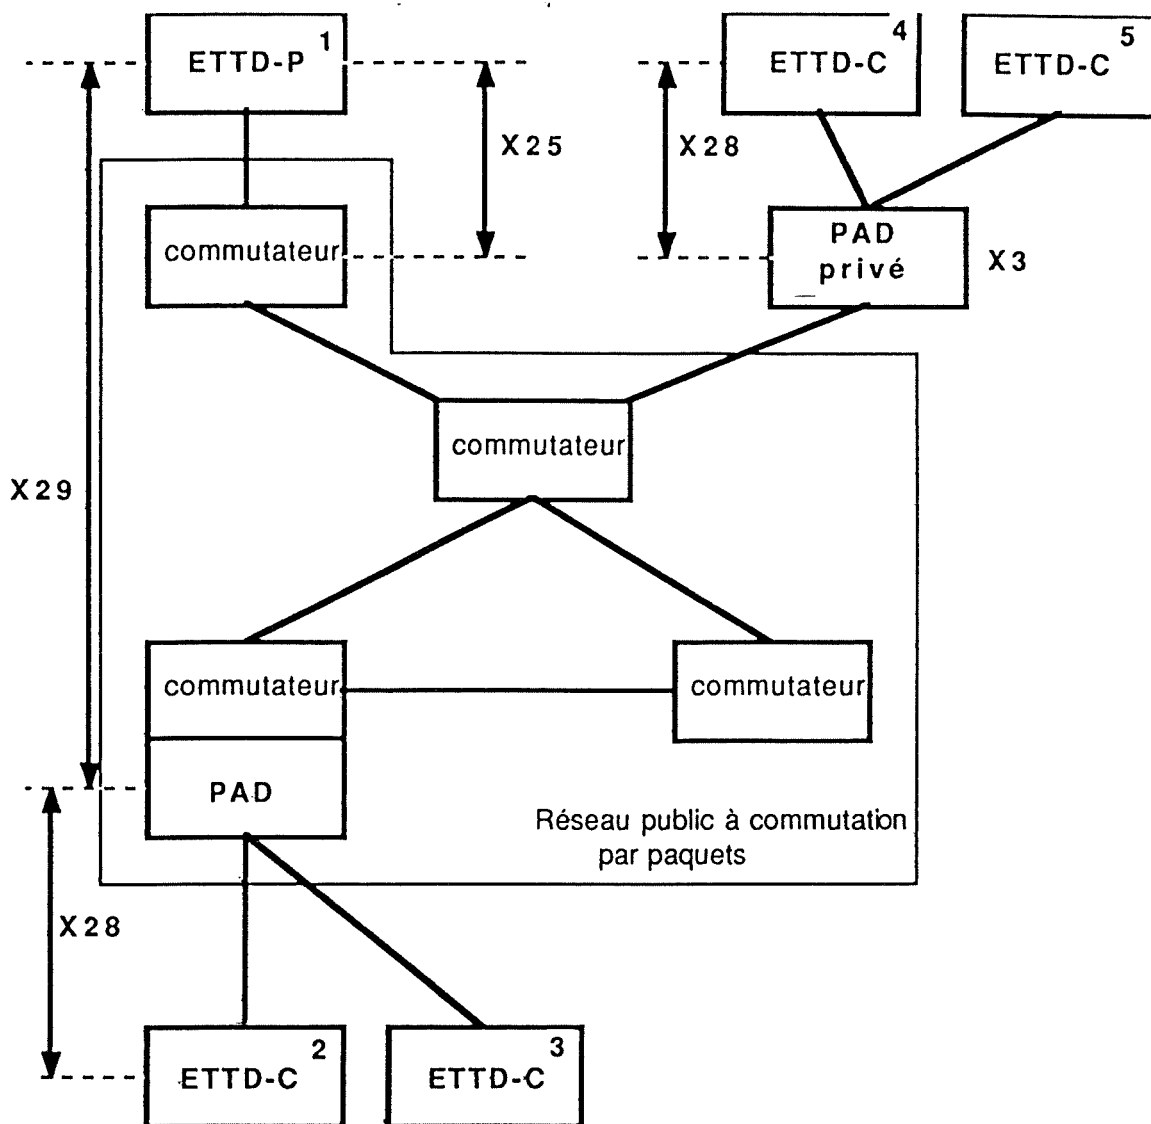 1
ETTD-P
4
ETTD-C
5
ETTD-C
X25
X28
commutateur
PAD
privé
X3
commutateur
X29
commutateur
commutateur
PAD
Réseau public à commutation
par paquets
X28
2
ETTD-C
3
ETTD-C